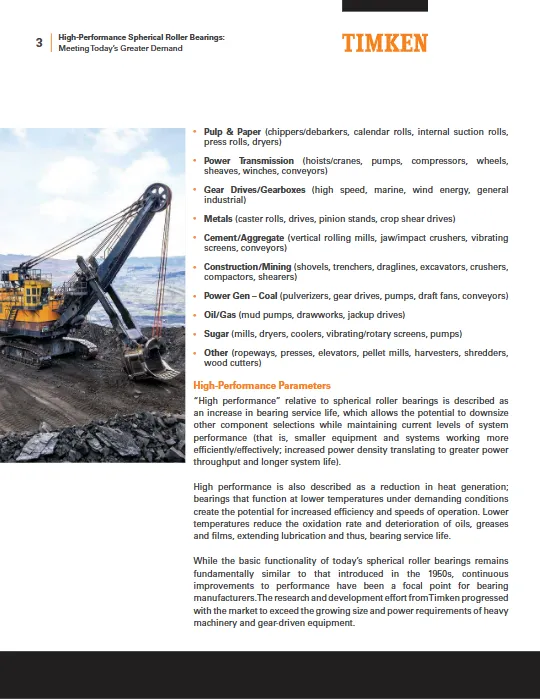 3
High-Performance Spherical Roller Bearings:
Meeting Today's Greater Demand
TIMKEN
• Pulp & Paper (chippers/debarkers, calendar rolls, internal suction rolls,
press rolls, dryers)
• Power Transmission (hoists/cranes, pumps, compressors, wheels,
sheaves, winches, conveyors)
• Gear Drives/Gearboxes (high speed, marine, wind energy, general
industrial)
• Metals (caster rolls, drives, pinion stands, crop shear drives)
• Cement/Aggregate (vertical rolling mills, jaw/impact crushers, vibrating
screens, conveyors)
• Construction/Mining (shovels, trenchers, draglines, excavators, crushers,
compactors, shearers)
• Power Gen – Coal (pulverizers, gear drives, pumps, draft fans, conveyors)
• Oil/Gas (mud pumps, drawworks, jackup drives)
• Sugar (mills, dryers, coolers, vibrating/rotary screens, pumps)
• Other (ropeways, presses, elevators, pellet mills, harvesters, shredders,
wood cutters)
High-Performance Parameters
“High performance” relative to spherical roller bearings is described as
an increase in bearing service life, which allows the potential to downsize
other component selections while maintaining current levels of system
performance (that is, smaller equipment and systems working more
efficiently/effectively; increased power density translating to greater power
throughput and longer system life).
High performance is also described as a reduction in heat generation;
bearings that function at lower temperatures under demanding conditions
create the potential for increased efficiency and speeds of operation. Lower
temperatures reduce the oxidation rate and deterioration of oils, greases
and films, extending lubrication and thus, bearing service life.
While the basic functionality of today's spherical roller bearings remains
fundamentally similar to that introduced in the 1950s, continuous
improvements to performance have been a focal point for bearing
manufacturers. The research and development effort from Timken progressed
with the market to exceed the growing size and power requirements of heavy
machinery and gear-driven equipment.